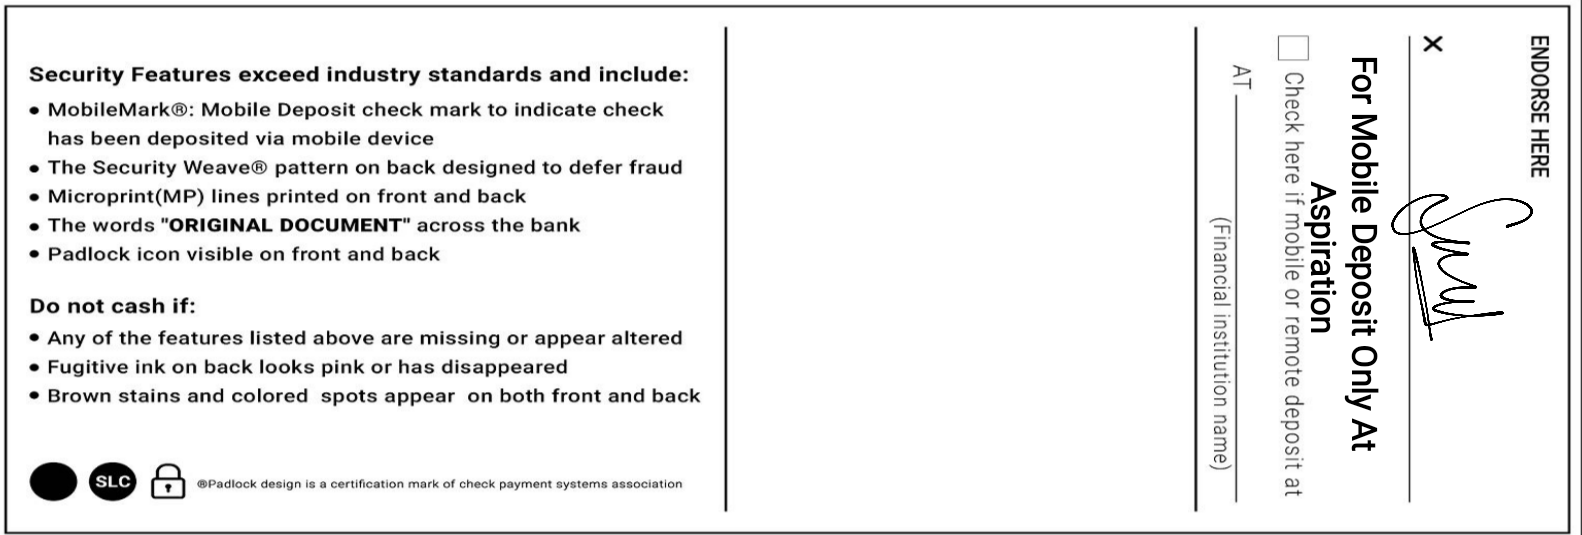 Security Features exceed industry standards and include:
• MobileMark®: Mobile Deposit check mark to indicate check
has been deposited via mobile device
• The Security Weave® pattern on back designed to defer fraud
• Microprint(MP) lines printed on front and back
• The words "ORIGINAL DOCUMENT" across the bank
• Padlock icon visible on front and back
Do not cash if:
• Any of the features listed above are missing or appear altered
• Fugitive ink on back looks pink or has disappeared
• Brown stains and colored spots appear on both front and back
SLC
®Padlock design is a certification mark of check payment systems association
ENDORSE HERE
X
For Mobile Deposit Only At
Aspiration
Check here if mobile or remote deposit at
AT
(Financial institution name)